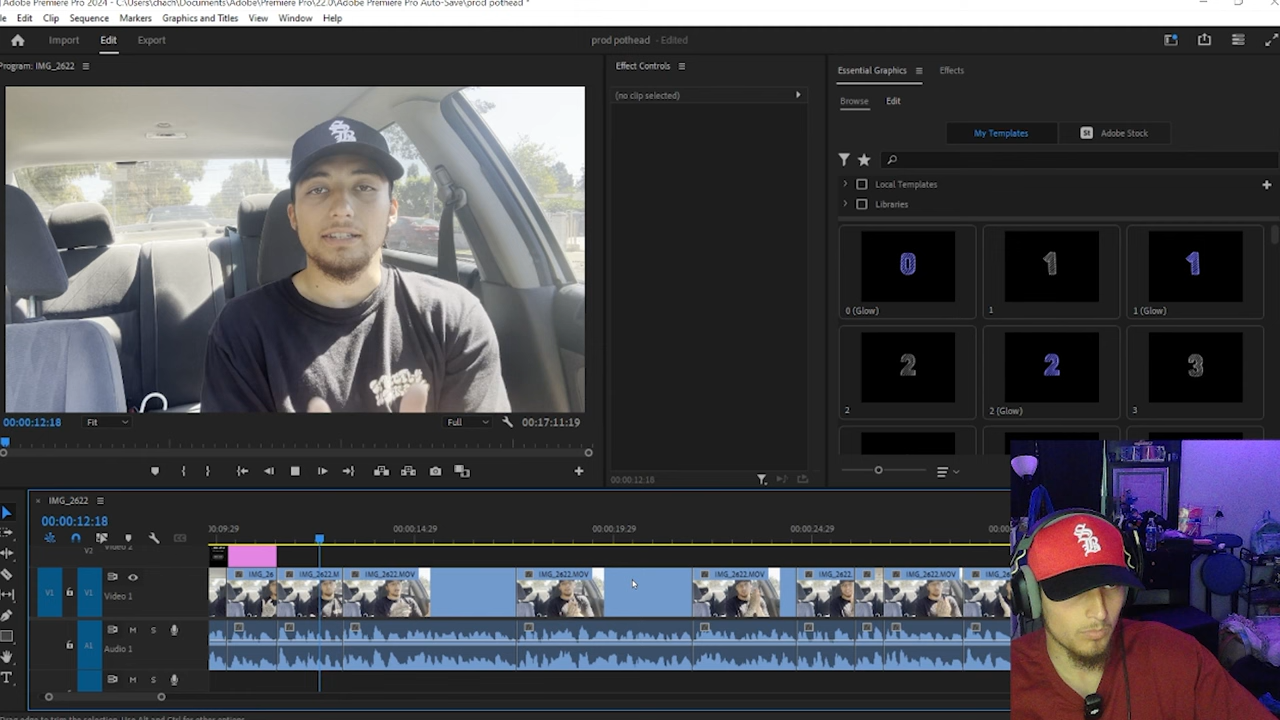 Adobe Premiere Pro 2024 - C:\Users\chach\Documents\Adobe\Premiere Pro\22.0\Adobe Premiere Pro Auto-Save\prod pothead *
Edit Clip Sequence Markers Graphics and Titles View Window Help
Import Edit Export
prod pothead - Edited
Program: IMG_2622
Effect Controls
Essential Graphics Effects
(no clip selected)
Browse Edit
My Templates
St Adobe Stock
Local Templates
Libraries
SB
0 (Glow)
1
1 (Glow)
2
2 (Glow)
3
00:00:12:18
Fit
Full
00:17:11:19
00:00:12:18
IMG_2622
00:00:12:18
:00:09:29
00:00:14:29
00:00:19:29
00:00:24:29
V2
Video 2
IMG_26
IMG_2622.M
IMG_2622.MOV
IMG_2622.MOV
IMG_2622.MOV
IMG_2622.
IMG_2622.MOV
IMG_2622
V1 V1 Video 1
A1 M S
Audio 1
M S
SB